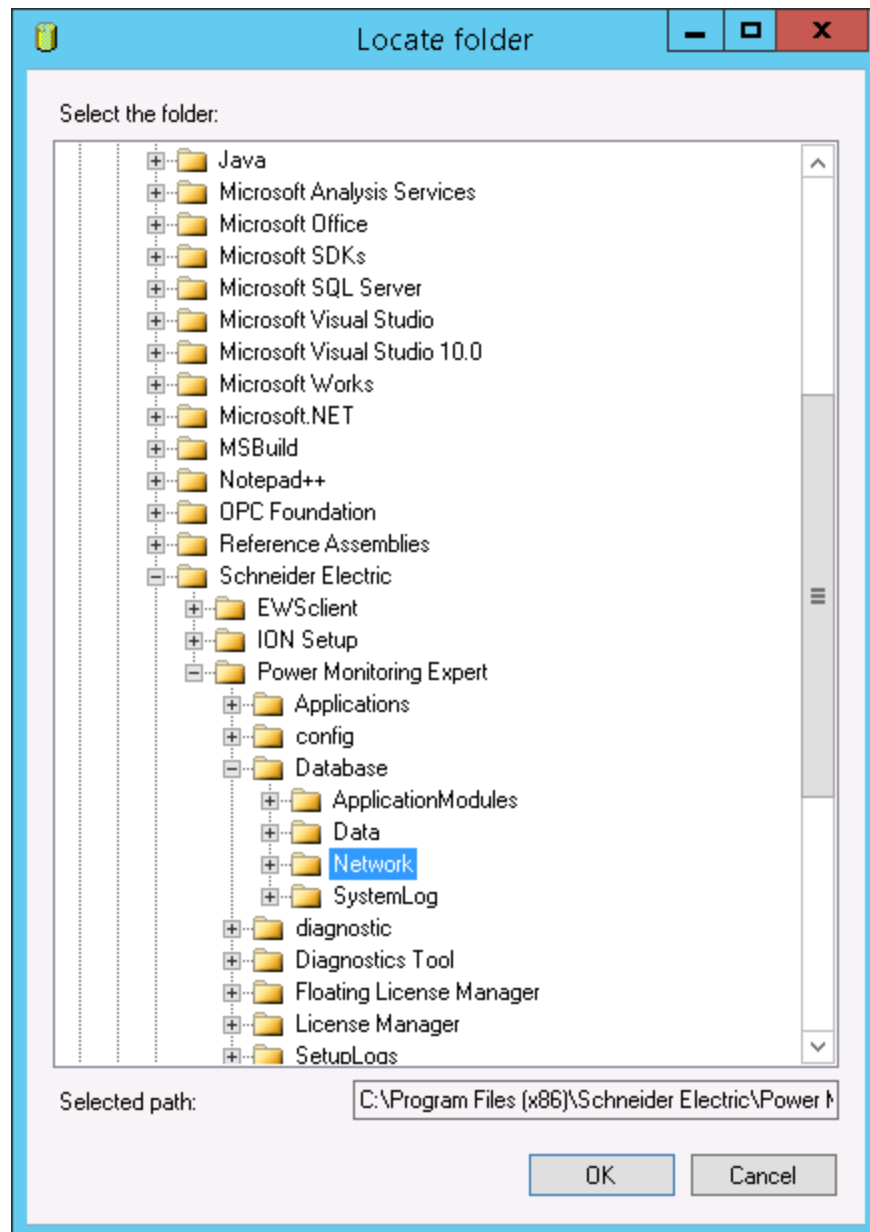 Locate folder
Select the folder:
Java
Microsoft Analysis Services
Microsoft Office
Microsoft SDKs
Microsoft SQL Server
Microsoft Visual Studio
Microsoft Visual Studio 10.0
Microsoft Works
Microsoft.NET
MSBuild
Notepad++
OPC Foundation
Reference Assemblies
Schneider Electric
EWSclient
ION Setup
Power Monitoring Expert
Applications
config
Database
ApplicationModules
Data
Network
SystemLog
diagnostic
Diagnostics Tool
Floating License Manager
License Manager
SetupLogs
Selected path: C:\Program Files (x86)\Schneider Electric\Power
OK Cancel